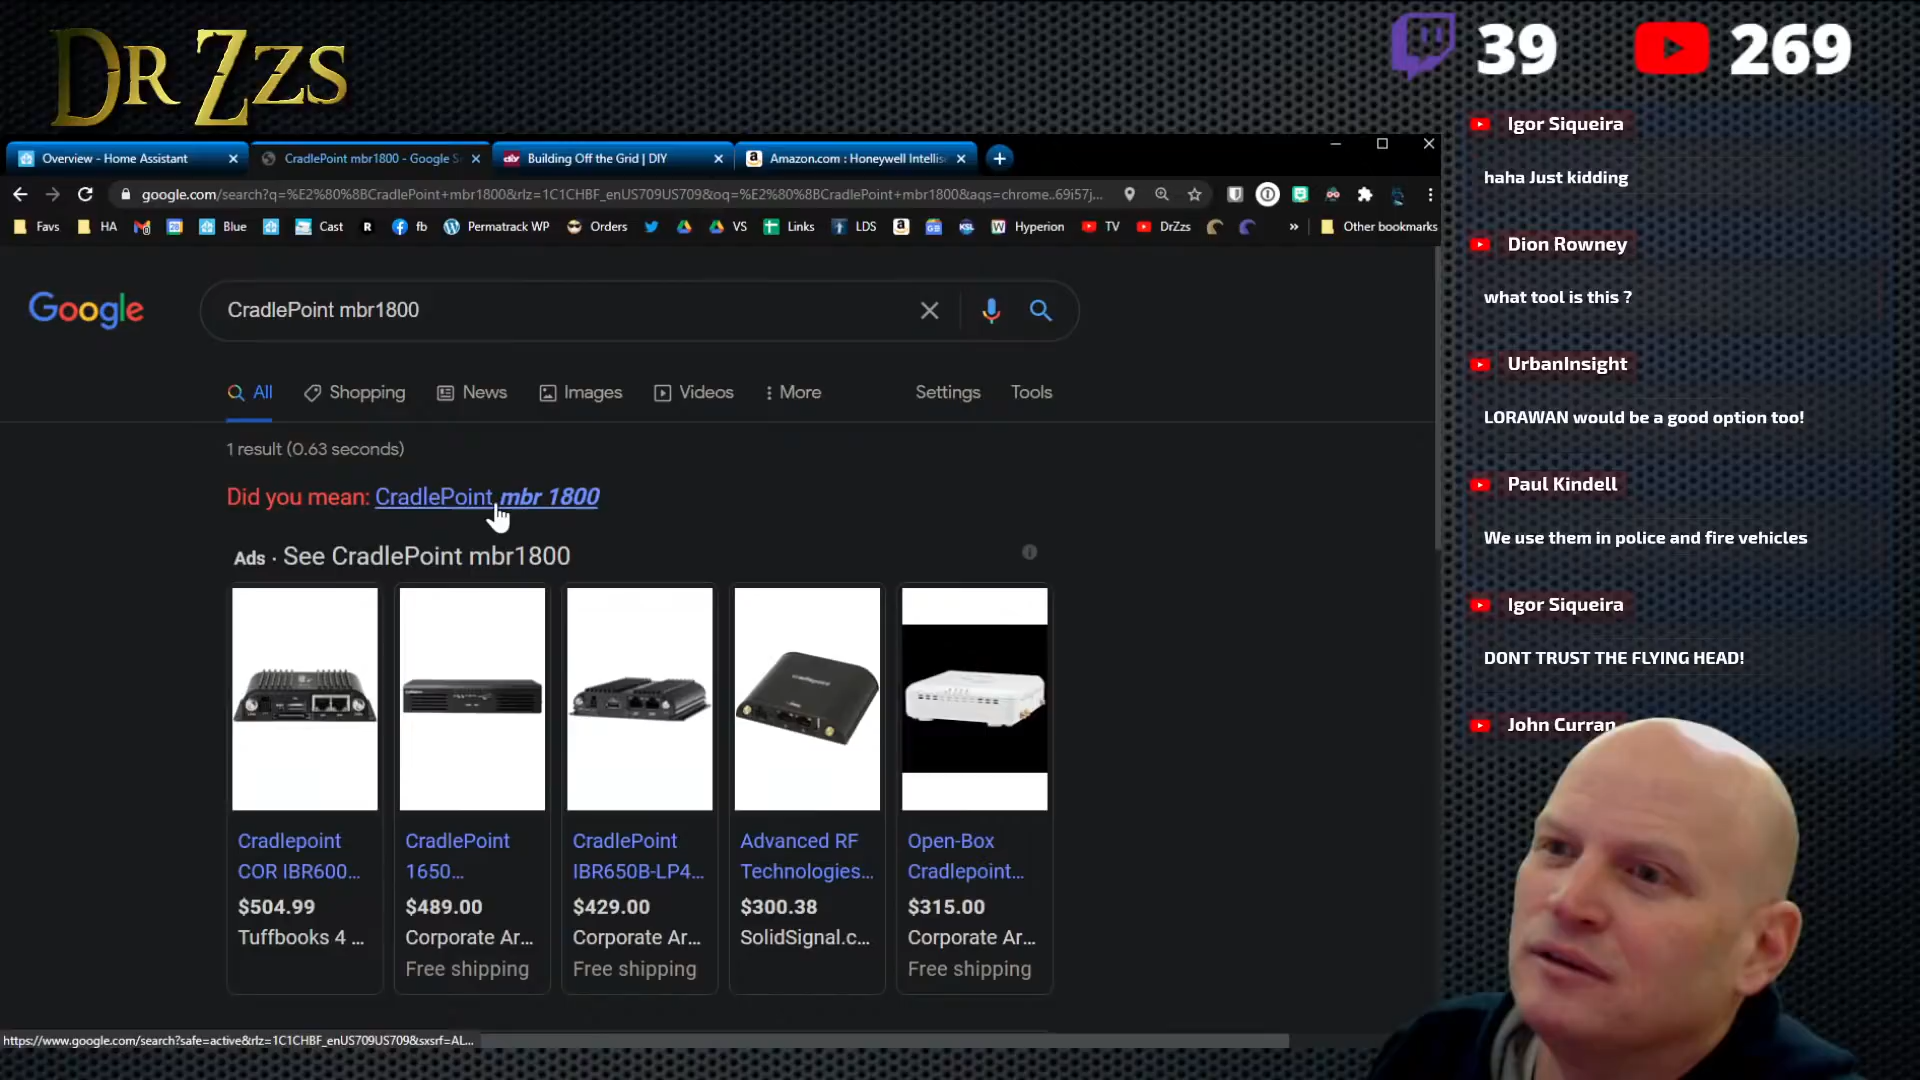 DR ZZS
39
269
Overview - Home Assistant
CradlePoint mbr1800 - Google S
Building Off the Grid | DIY
Amazon.com : Honeywell Intellis
google.com/search?q=%E2%80%8BCradlePoint+mbr1800&rlz=1C1CHBF_enUS709US709&oq=%E2%80%8BCradlePoint+mbr1800&aqs=chrome..69i57j...
Favs
HA
Blue
Cast
R
fb
Permatrack WP
Orders
VS
Links
LDS
Hyperion
TV
DrZzs
»
Other bookmarks
Google
CradlePoint mbr1800
All
Shopping
News
Images
Videos
More
Settings
Tools
1 result (0.63 seconds)
Did you mean: CradlePoint mbr 1800
Ads · See CradlePoint mbr1800
Cradlepoint
COR IBR600...
$504.99
Tuffbooks 4 ...
CradlePoint
1650...
$489.00
Corporate Ar...
Free shipping
CradlePoint
IBR650B-LP4...
$429.00
Corporate Ar...
Free shipping
Advanced RF
Technologies...
$300.38
SolidSignal.c...
Open-Box
Cradlepoint...
$315.00
Corporate Ar...
Free shipping
https://www.google.com/search?safe=active&rlz=1C1CHBF_enUS709US709&sxsrf=AL...
Igor Siqueira
haha Just kidding
Dion Rowney
what tool is this ?
UrbanInsight
LORAWAN would be a good option too!
Paul Kindell
We use them in police and fire vehicles
Igor Siqueira
DONT TRUST THE FLYING HEAD!
John Curran